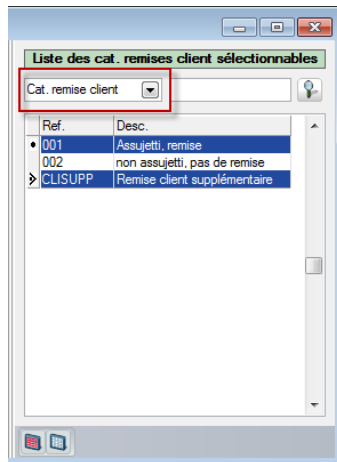 Liste des cat. remises client sélectionnables
Cat. remise client
Ref. Desc.
001 Assujetti, remise
002 non assujetti, pas de remise
CLISUPP Remise client supplémentaire